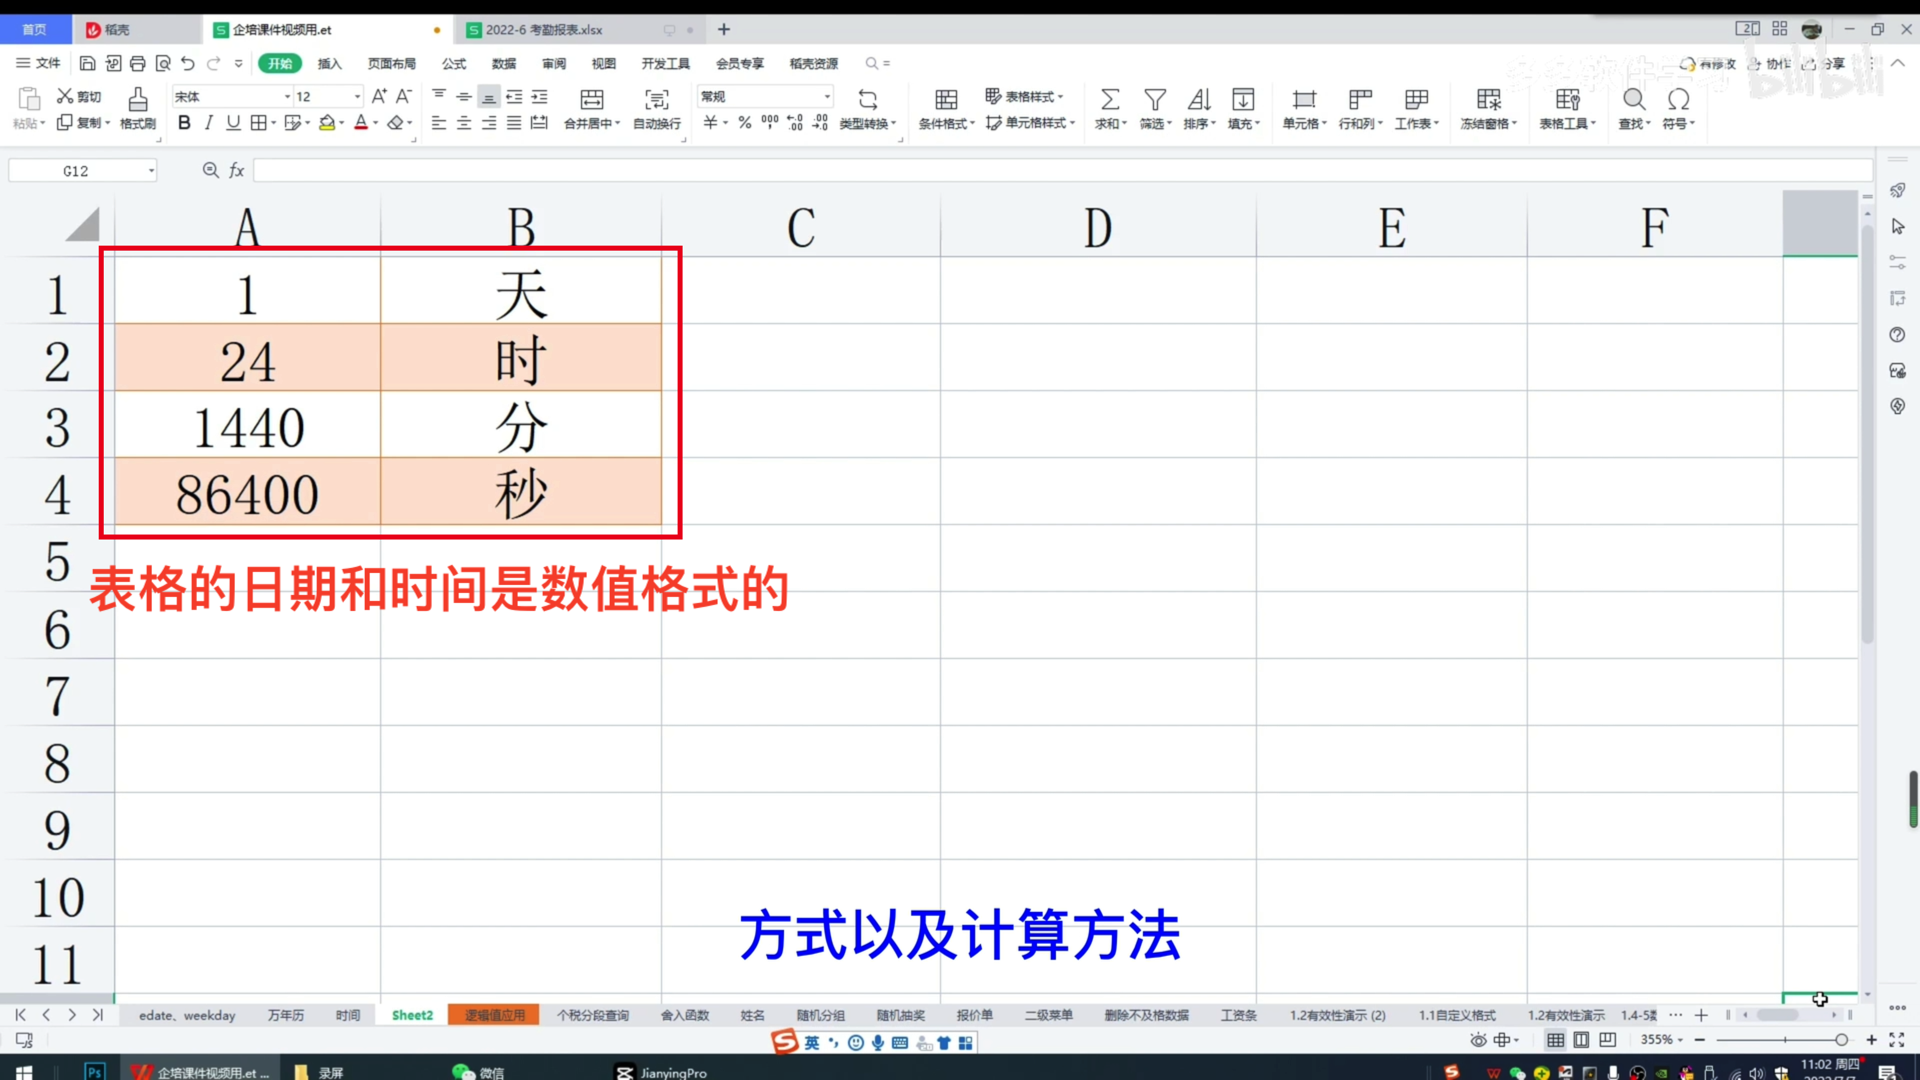 首页
稻壳
企培课件视频用.et
2022-6 考勤报表.xlsx
文件
开始
插入
页面布局
公式
数据
审阅
视图
开发工具
会员专享
稻壳资源
有修改
协作
分享
bilibili
粘贴
剪切
复制
格式刷
宋体
12
合并居中
自动换行
常规
类型转换
条件格式
表格样式
单元格样式
求和
筛选
排序
填充
单元格
行和列
工作表
冻结窗格
表格工具
查找
符号
G12
fx
A B C D E F
1 1 天
2 24 时
3 1440 分
4 86400 秒
5
表格的日期和时间是数值格式的
6
7
8
9
10
方式以及计算方法
11
edate、weekday
万年历
时间
Sheet2
逻辑值应用
个税分段查询
舍入函数
姓名
随机分组
随机抽奖
报价单
二级菜单
删除不及格数据
工资条
1.2有效性演示 (2)
1.1自定义格式
1.2有效性演示
英
355%
企培课件视频用.et ...
录屏
微信
JianyingPro
11:02 周四